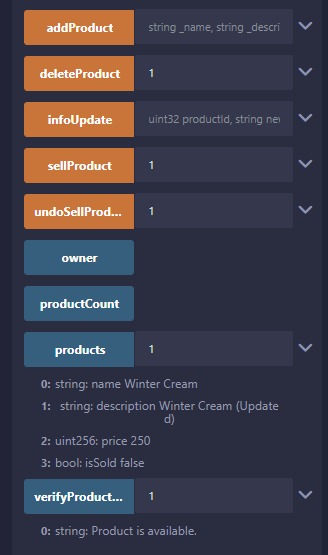 addProduct string _name, string _descri
deleteProduct 1
infoUpdate uint32 productId, string nev
sellProduct 1
undoSellProd... 1
owner
productCount
products 1
0: string: name Winter Cream
1: string: description Winter Cream (Update
d)
2: uint256: price 250
3: bool: isSold false
verifyProduct... 1
0: string: Product is available.